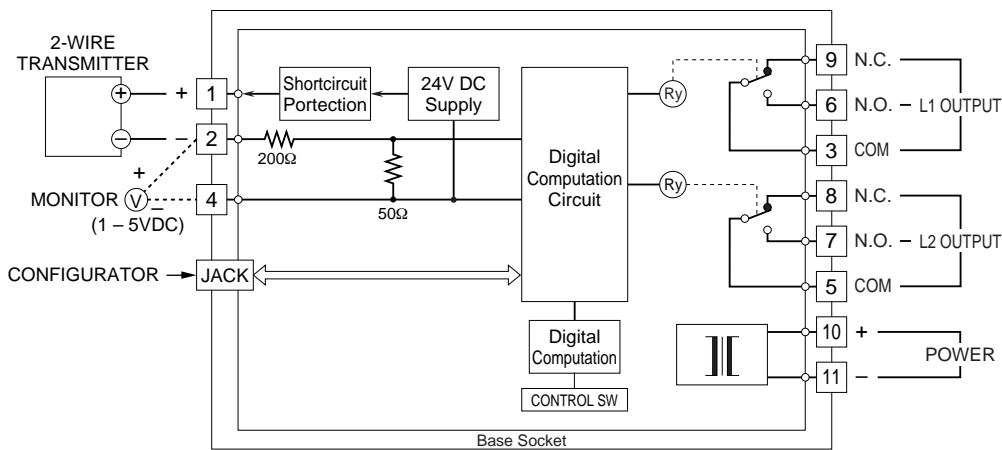 2-WIRE
TRANSMITTER
+
−
+
−
1
2
4
Shortcircuit
Portection
24V DC
Supply
200Ω
50Ω
+
MONITOR V −
(1 – 5VDC)
CONFIGURATOR
JACK
Digital
Computation
Circuit
Digital
Computation
CONTROL SW
Ry
Ry
9 N.C.
6 N.O. L1 OUTPUT
3 COM
8 N.C.
7 N.O. L2 OUTPUT
5 COM
10 +
POWER
11 −
Base Socket